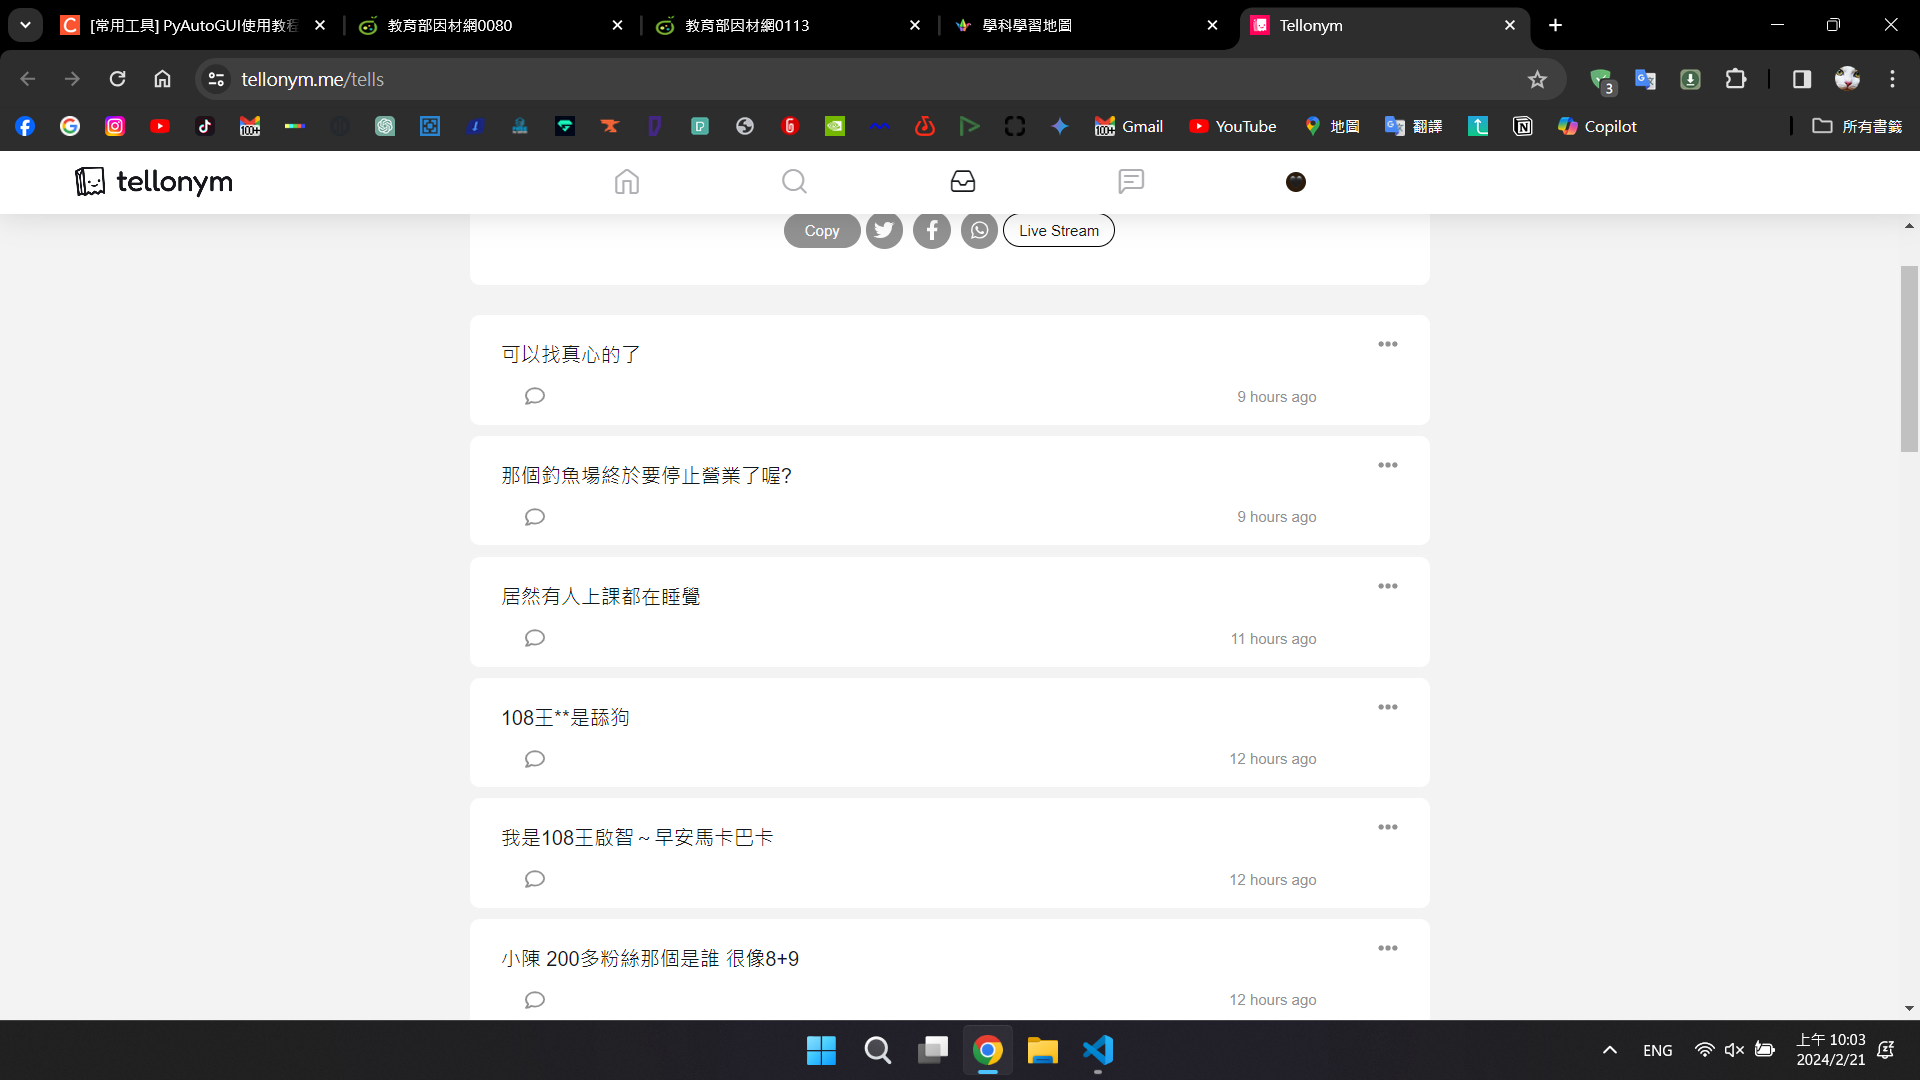 [常用工具] PyAutoGUI使用教程
教育部因材網0080
教育部因材網0113
學科學習地圖
Tellonym
tellonym.me/tells
3
100+
100+ Gmail
YouTube
地圖
翻譯
Copilot
所有書籤
tellonym
Copy
Live Stream
可以找真心的了
9 hours ago
那個釣魚場終於要停止營業了喔?
9 hours ago
居然有人上課都在睡覺
11 hours ago
108王**是舔狗
12 hours ago
我是108王啟智～早安馬卡巴卡
12 hours ago
小陳 200多粉絲那個是誰 很像8+9
12 hours ago
ENG
上午 10:03
2024/2/21